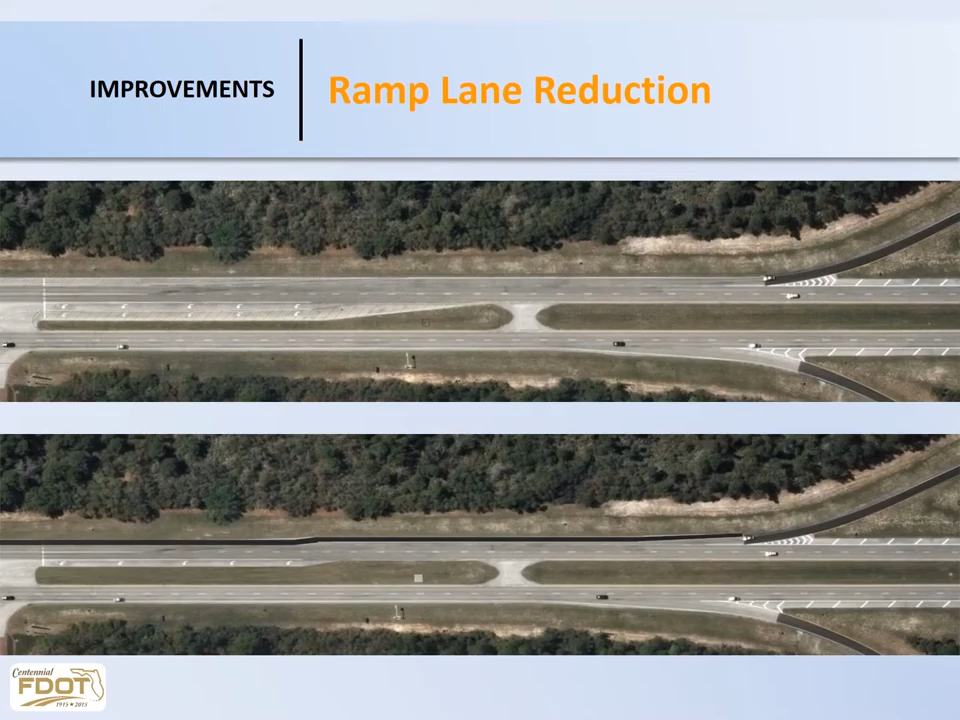 IMPROVEMENTS
Ramp Lane Reduction
Centennial
FDOT
1915 ★ 2015